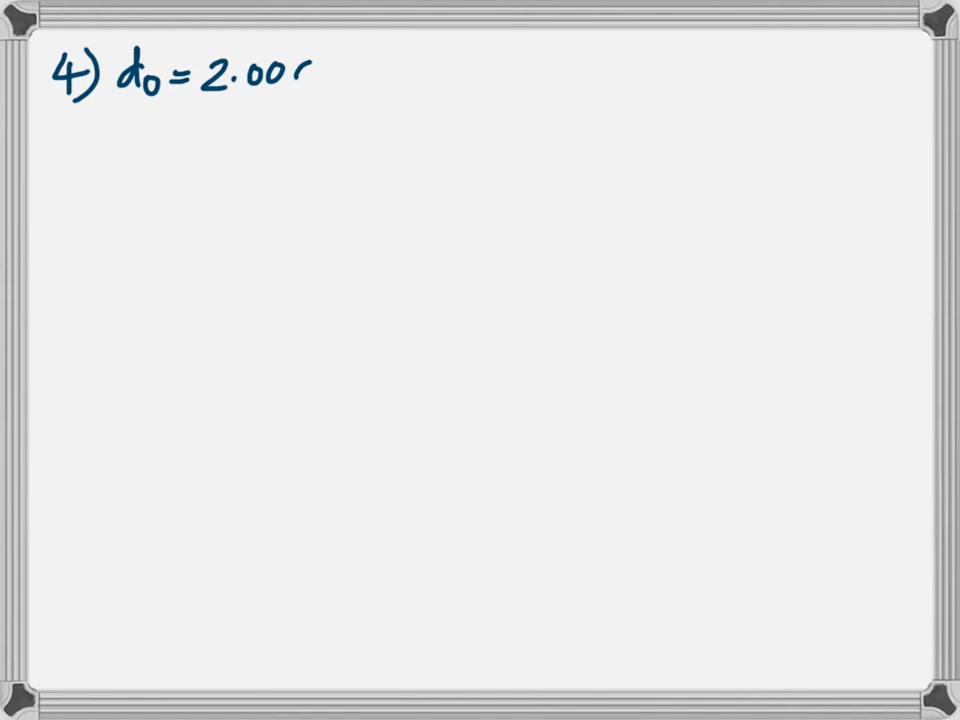 4) d₀ = 2.00